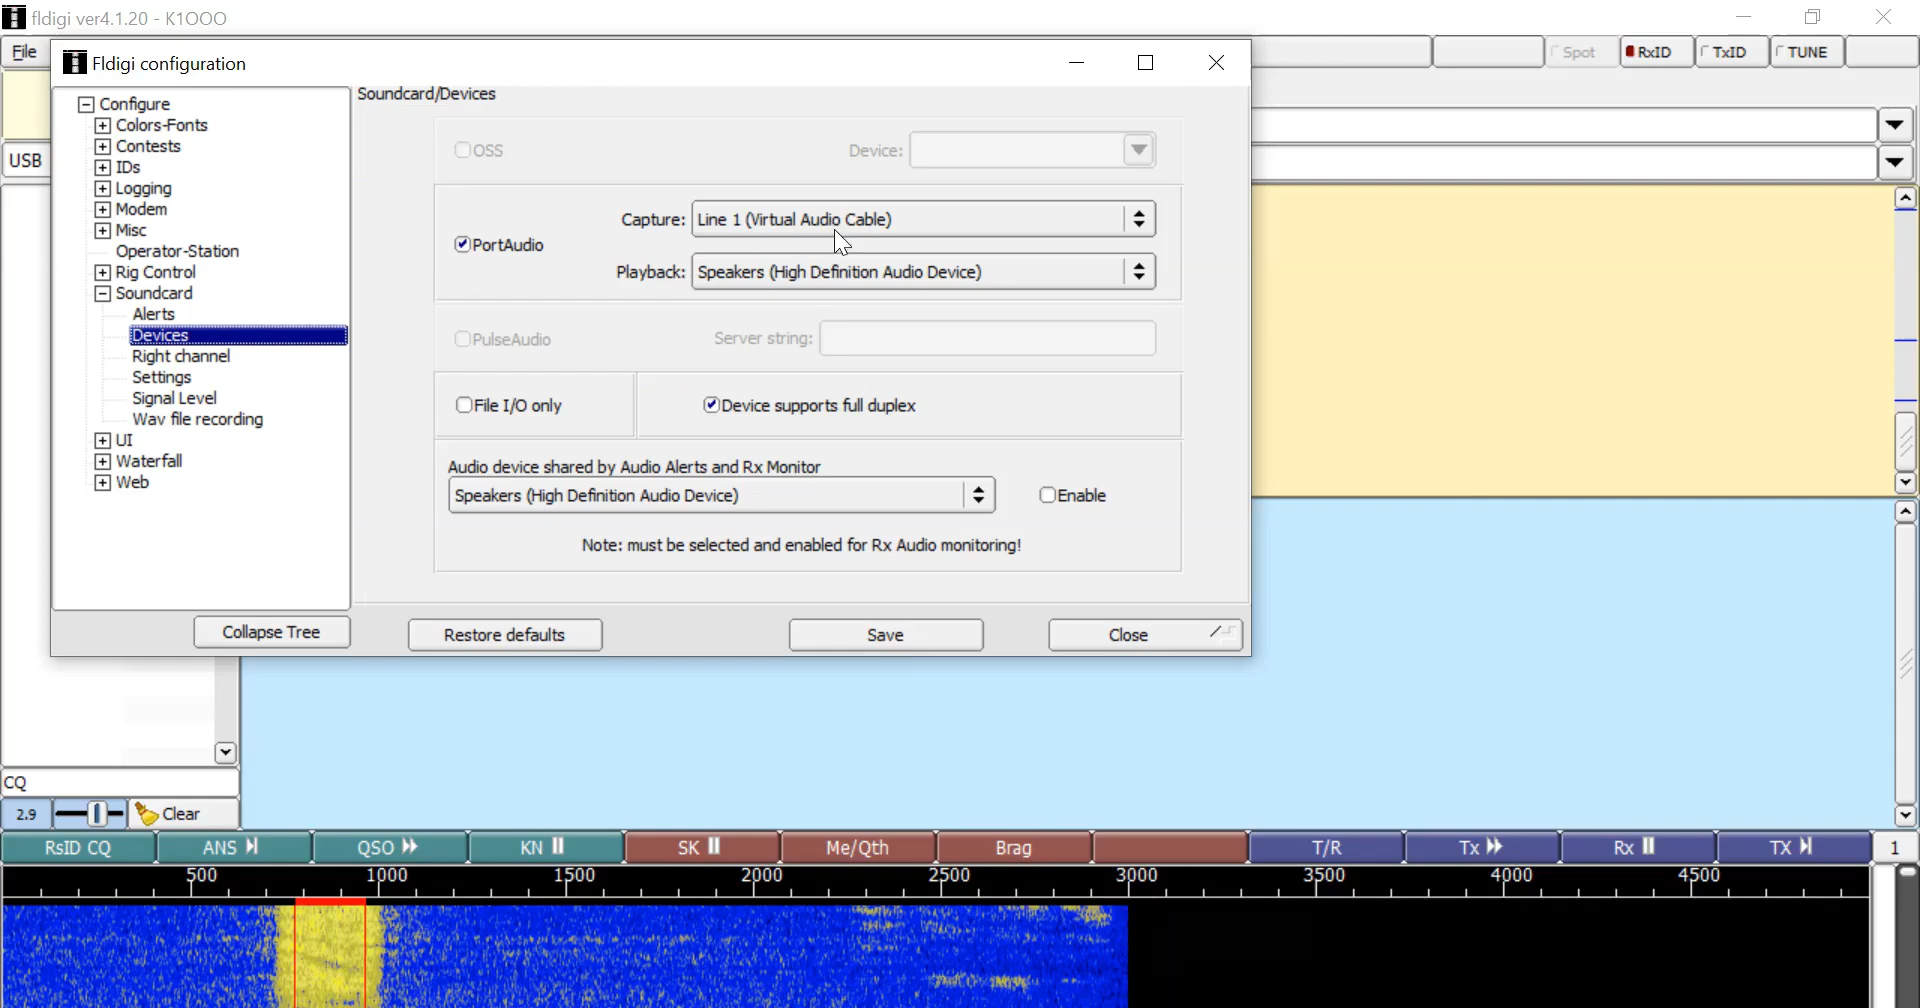 fldigi ver4.1.20 - K1OOO
File
Spot
RxID
TxID
TUNE
USB
Fldigi configuration
Configure
Colors-Fonts
Contests
IDs
Logging
Modem
Misc
Operator-Station
Rig Control
Soundcard
Alerts
Devices
Right channel
Settings
Signal Level
Wav file recording
UI
Waterfall
Web
Collapse Tree
Soundcard/Devices
OSS
Device:
PortAudio
Capture: Line 1 (Virtual Audio Cable)
Playback: Speakers (High Definition Audio Device)
PulseAudio
Server string:
File I/O only
Device supports full duplex
Audio device shared by Audio Alerts and Rx Monitor
Speakers (High Definition Audio Device)
Enable
Note: must be selected and enabled for Rx Audio monitoring!
Restore defaults
Save
Close
CQ
2.9
Clear
RsID CQ
ANS
QSO
KN
SK
Me/Qth
Brag
T/R
Tx
Rx
TX
1
500 1000 1500 2000 2500 3000 3500 4000 4500